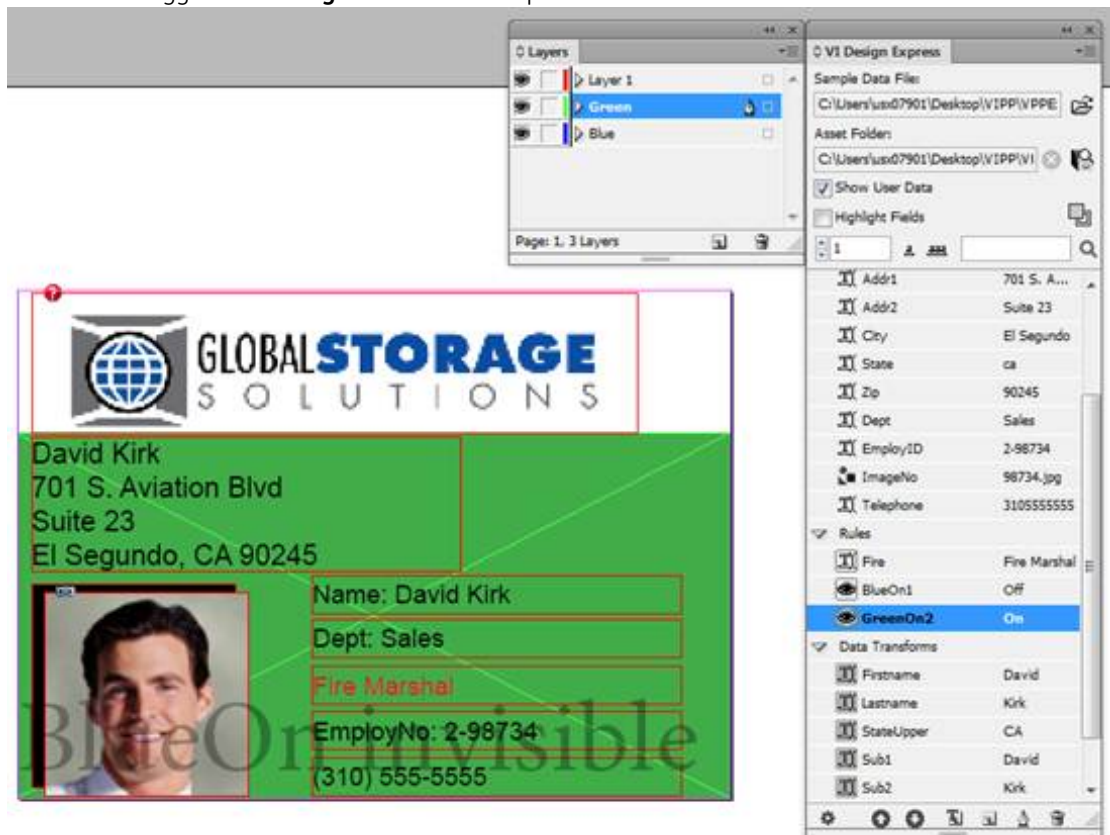 Layers
Layer 1
Green
Blue
Page: 1, 3 Layers
VI Design Express
Sample Data File:
C:\Users\usx07901\Desktop\VIPP\VPPE
Asset Folder:
C:\Users\usx07901\Desktop\VIPP\VI
Show User Data
Highlight Fields
1
Addr1 701 S. A...
Addr2 Suite 23
City El Segundo
State ca
Zip 90245
Dept Sales
EmployID 2-98734
ImageNo 98734.jpg
Telephone 3105555555
Rules
Fire Fire Marshal
BlueOn1 Off
GreenOn2 On
Data Transforms
Firstname David
Lastname Kirk
StateUpper CA
Sub1 David
Sub2 Kirk
GLOBALSTORAGE
SOLUTIONS
David Kirk
701 S. Aviation Blvd
Suite 23
El Segundo, CA 90245
Name: David Kirk
Dept: Sales
Fire Marshal
EmployNo: 2-98734
(310) 555-5555
BlueOn invisible